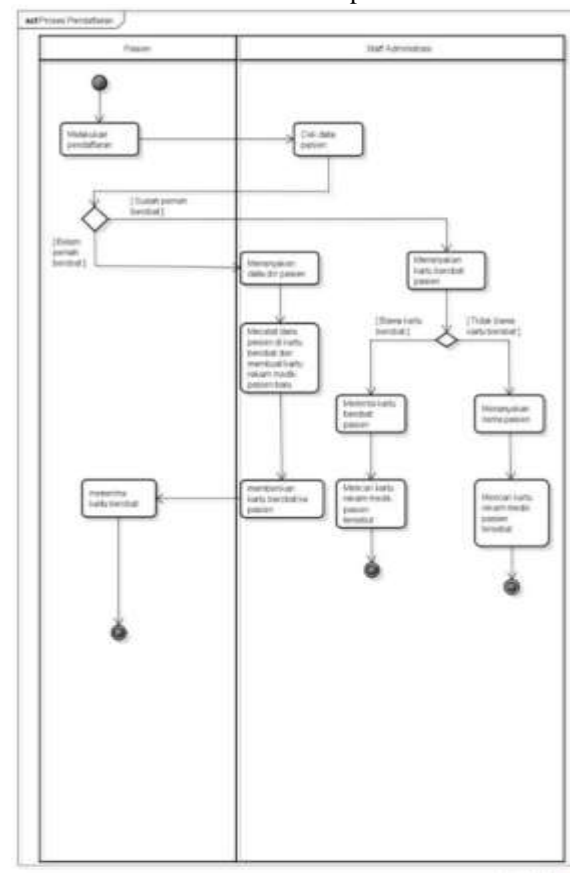 act Proses Pendaftaran
Pasien
Staff Administrasi
Melakukan
pendaftaran
Cek data
pasien
[ Sudah pernah
berobat ]
[ Belum
pernah
berobat ]
Menanyakan
data diri pasien
Menanyakan
kartu berobat
pasien
Mencatat data
pasien di kartu
berobat dan
membuat kartu
rekam medik
pasien baru
[ Bawa kartu
berobat ]
[ Tidak bawa
kartu berobat ]
Meminta kartu
berobat
pasien
Menanyakan
nama pasien
menerima
kartu berobat
memberikan
kartu berobat ke
pasien
Mencari kartu
rekam medik
pasien
tersebut
Mencari kartu
rekam medik
pasien
tersebut